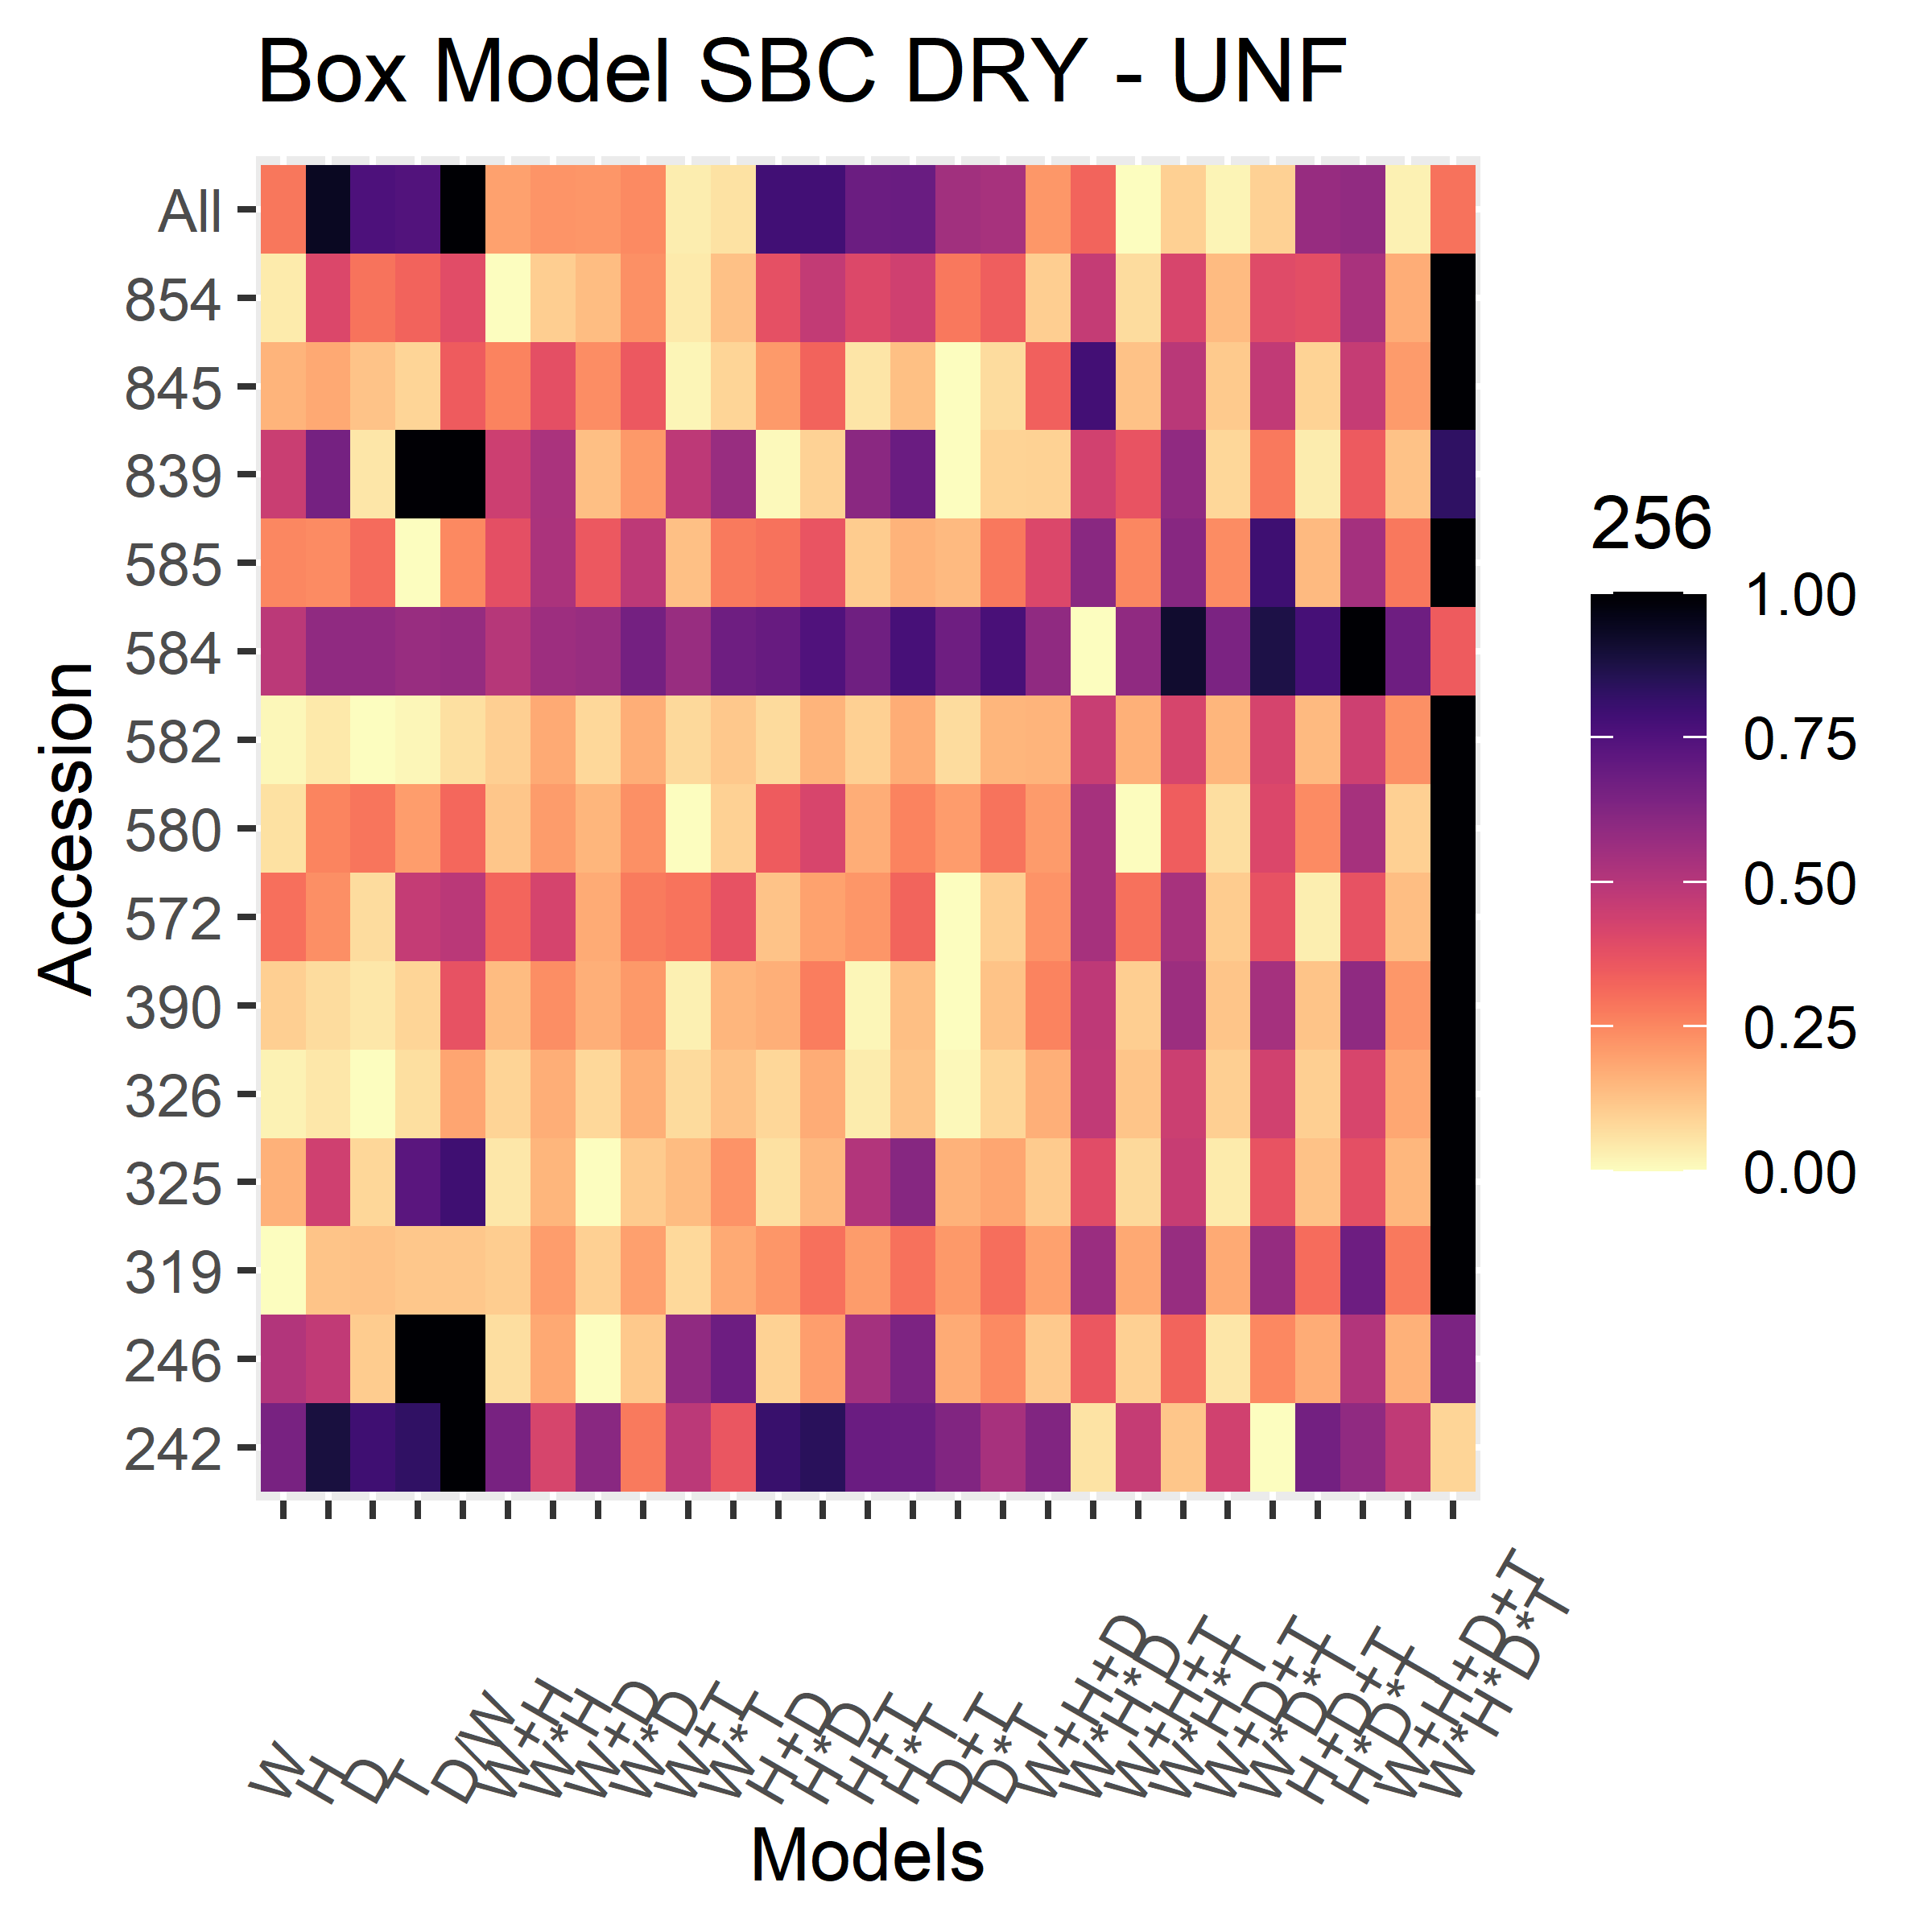 Box Model SBC DRY - UNF
Accession
All
854
845
839
585
584
582
580
572
390
326
325
319
246
242
256
1.00
0.75
0.50
0.25
0.00
W
H
D
T
D/W
W+H
W*H
W+D
W*D
W+T
W*T
H+D
H*D
H+T
H*T
D+T
D*T
W+H+D
W*H*D
W+H+T
W*H*T
W+D+T
W*D*T
H+D+T
H*D*T
W+H+D+T
W*H*D*T
Models